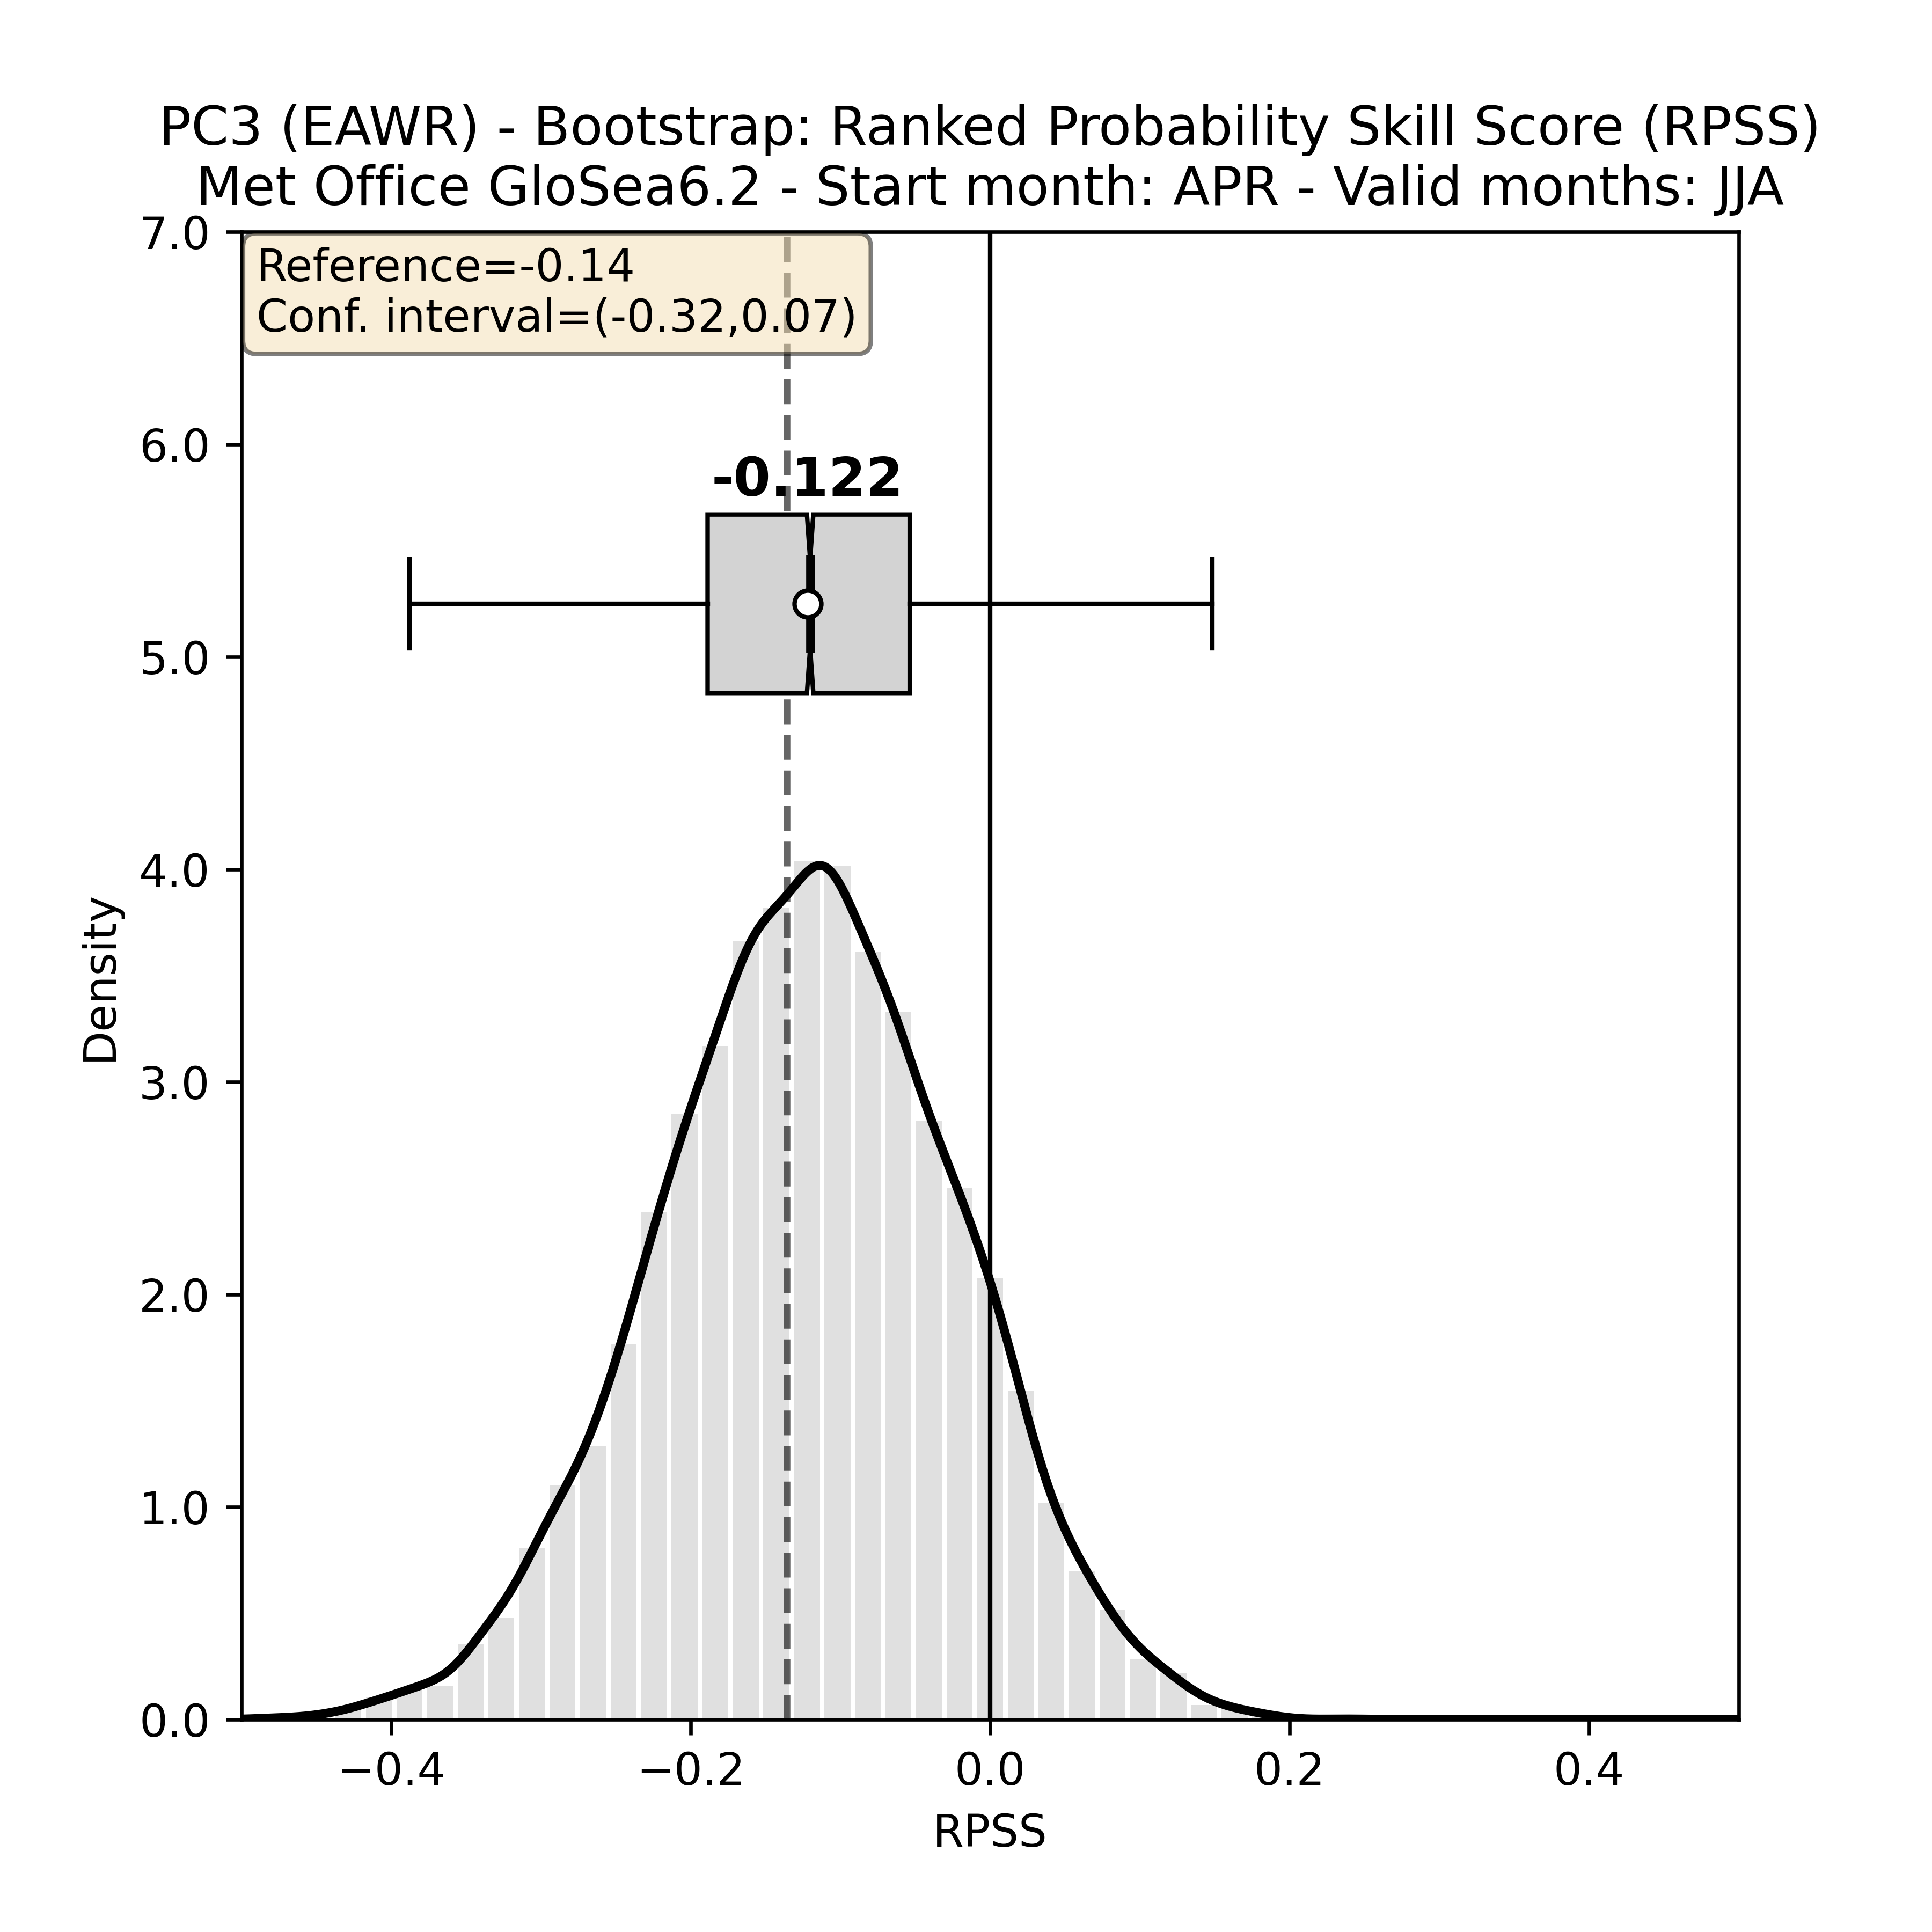 PC3 (EAWR) - Bootstrap: Ranked Probability Skill Score (RPSS)
Met Office GloSea6.2 - Start month: APR - Valid months: JJA
7.0
Reference=-0.14
Conf. interval=(-0.32,0.07)
6.0
-0.122
5.0
4.0
Density
3.0
2.0
1.0
0.0
−0.4 −0.2 0.0 0.2 0.4
RPSS